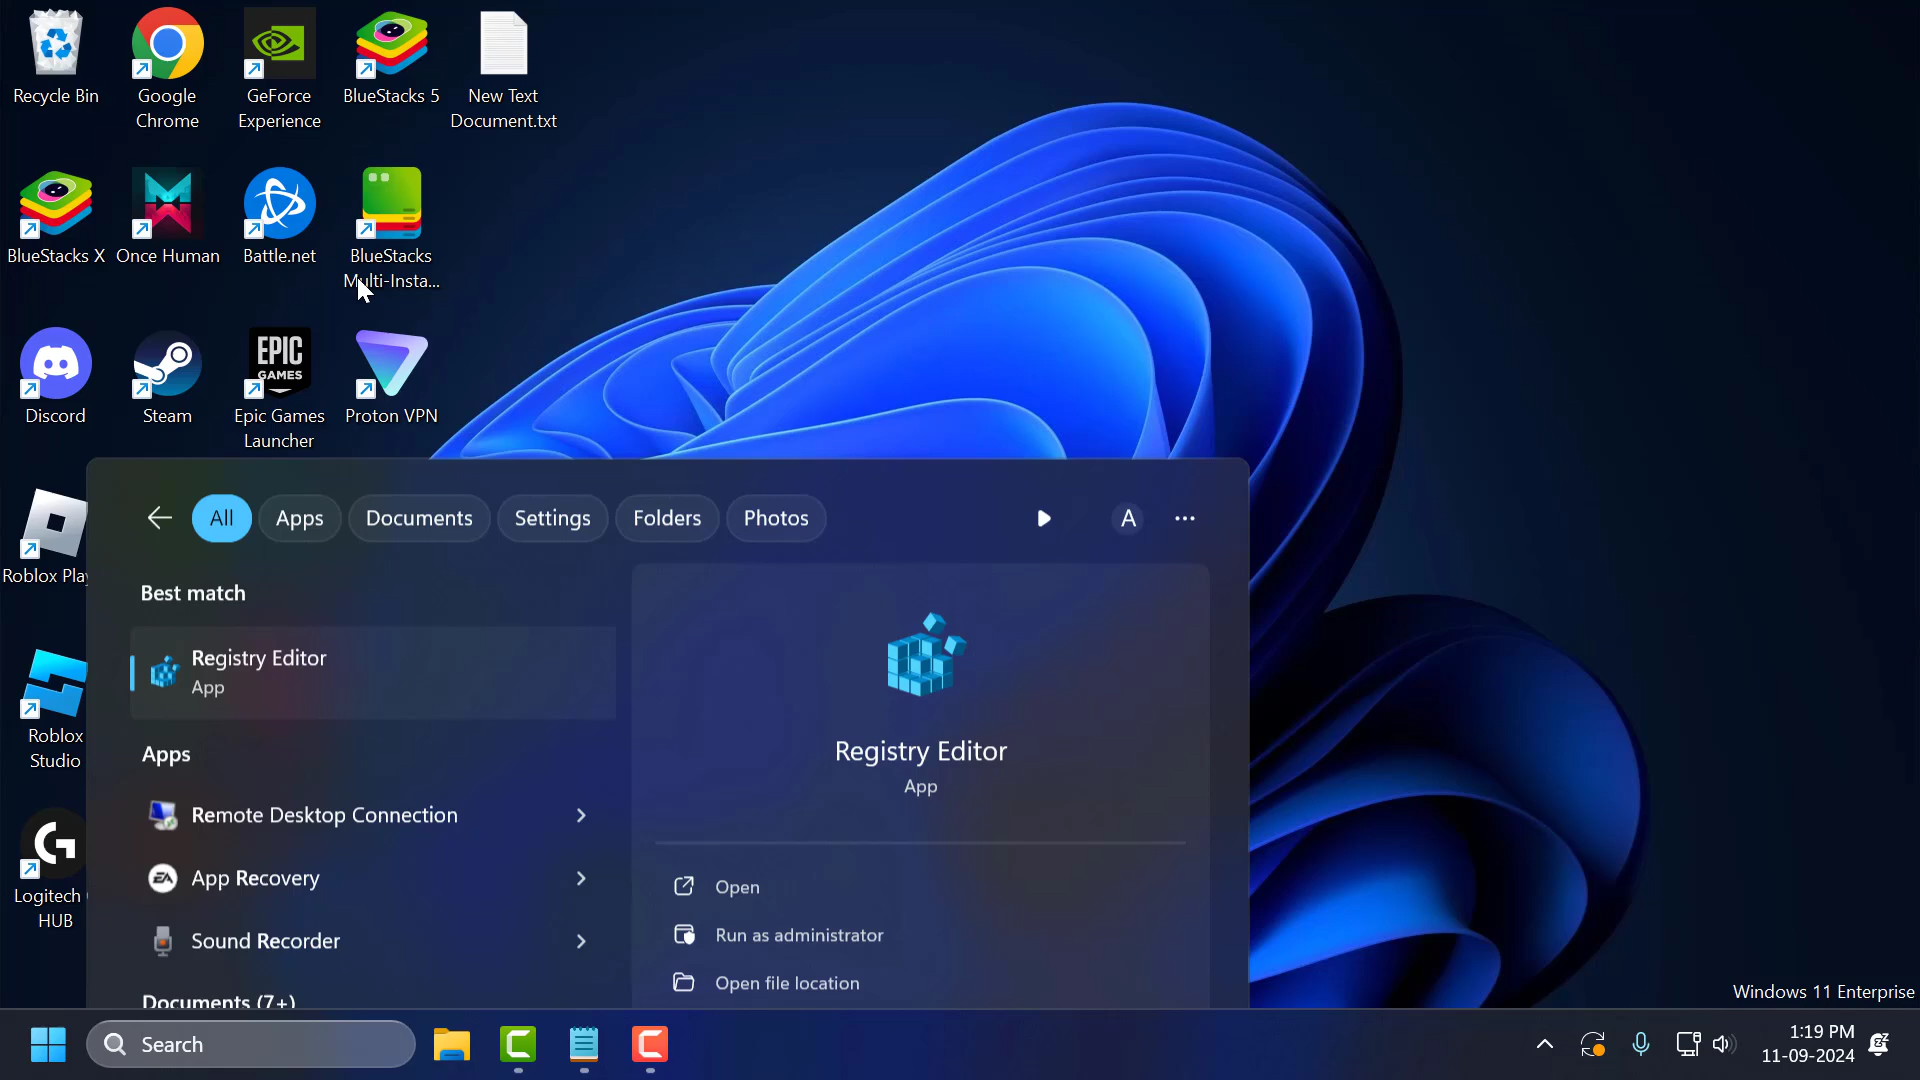 Recycle Bin
Google
Chrome
GeForce
Experience
BlueStacks 5
New Text
Document.txt
BlueStacks X
Once Human
Battle.net
BlueStacks
Multi-Insta...
Discord
Steam
EPIC
GAMES
Epic Games
Launcher
Proton VPN
Roblox Play
Roblox
Studio
Logitech
HUB
All
Apps
Documents
Settings
Folders
Photos
A
Best match
Registry Editor
App
Apps
Remote Desktop Connection
EA
App Recovery
Sound Recorder
Documents (7+)
Registry Editor
App
Open
Run as administrator
Open file location
Windows 11 Enterprise
Search
1:19 PM
11-09-2024